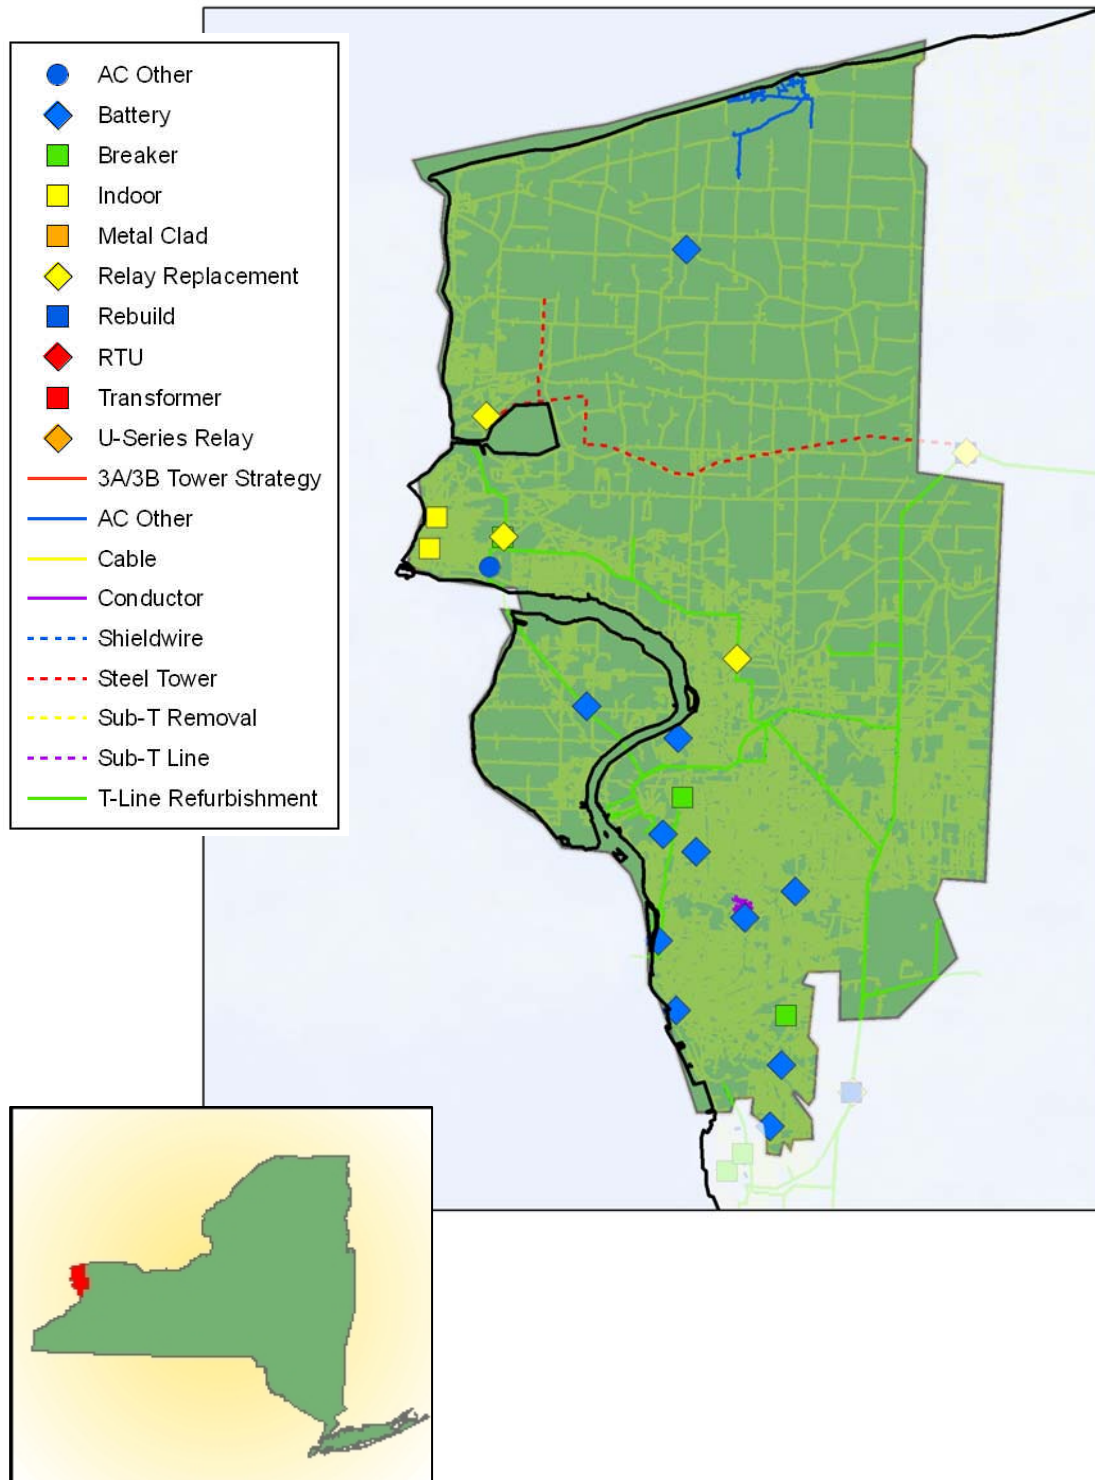 AC Other
Battery
Breaker
Indoor
Metal Clad
Relay Replacement
Rebuild
RTU
Transformer
U-Series Relay
3A/3B Tower Strategy
AC Other
Cable
Conductor
Shieldwire
Steel Tower
Sub-T Removal
Sub-T Line
T-Line Refurbishment